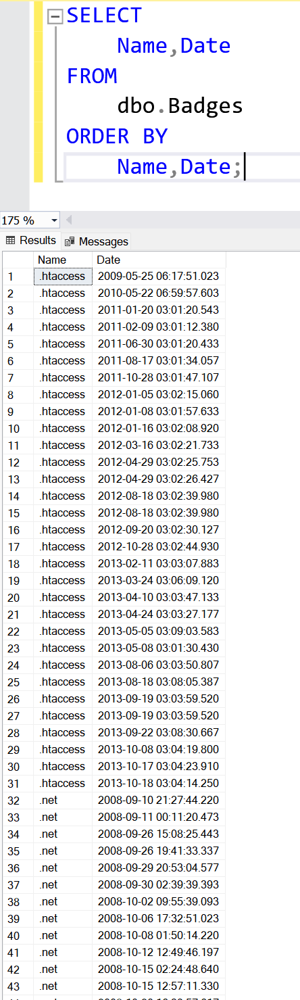 SELECT
Name,Date
FROM
dbo.Badges
ORDER BY
Name,Date;
175 %
Results Messages
Name Date
1 .htaccess 2009-05-25 06:17:51.023
2 .htaccess 2010-05-22 06:59:57.603
3 .htaccess 2011-01-20 03:01:20.543
4 .htaccess 2011-02-09 03:01:12.380
5 .htaccess 2011-06-30 03:01:20.433
6 .htaccess 2011-08-17 03:01:34.057
7 .htaccess 2011-10-28 03:01:47.107
8 .htaccess 2012-01-05 03:02:15.060
9 .htaccess 2012-01-08 03:01:57.633
10 .htaccess 2012-01-16 03:02:08.920
11 .htaccess 2012-03-16 03:02:21.733
12 .htaccess 2012-04-29 03:02:25.753
13 .htaccess 2012-04-29 03:02:26.427
14 .htaccess 2012-08-18 03:02:39.980
15 .htaccess 2012-08-18 03:02:39.980
16 .htaccess 2012-09-20 03:02:30.127
17 .htaccess 2012-10-28 03:02:44.930
18 .htaccess 2013-02-11 03:03:07.883
19 .htaccess 2013-03-24 03:06:09.120
20 .htaccess 2013-04-10 03:03:47.133
21 .htaccess 2013-04-24 03:03:27.177
22 .htaccess 2013-05-05 03:09:03.583
23 .htaccess 2013-05-08 03:01:30.430
24 .htaccess 2013-08-06 03:03:50.807
25 .htaccess 2013-08-18 03:08:05.387
26 .htaccess 2013-09-19 03:03:59.520
27 .htaccess 2013-09-19 03:03:59.520
28 .htaccess 2013-09-22 03:08:30.667
29 .htaccess 2013-10-08 03:04:19.800
30 .htaccess 2013-10-17 03:04:23.910
31 .htaccess 2013-10-18 03:04:14.250
32 .net 2008-09-10 21:27:44.220
33 .net 2008-09-11 00:11:20.473
34 .net 2008-09-26 15:08:25.443
35 .net 2008-09-26 19:41:33.337
36 .net 2008-09-29 20:53:04.577
37 .net 2008-09-30 02:39:39.393
38 .net 2008-10-02 09:55:39.093
39 .net 2008-10-06 17:32:51.023
40 .net 2008-10-08 01:50:14.220
41 .net 2008-10-12 12:49:46.197
42 .net 2008-10-15 02:24:48.640
43 .net 2008-10-15 12:57:11.330